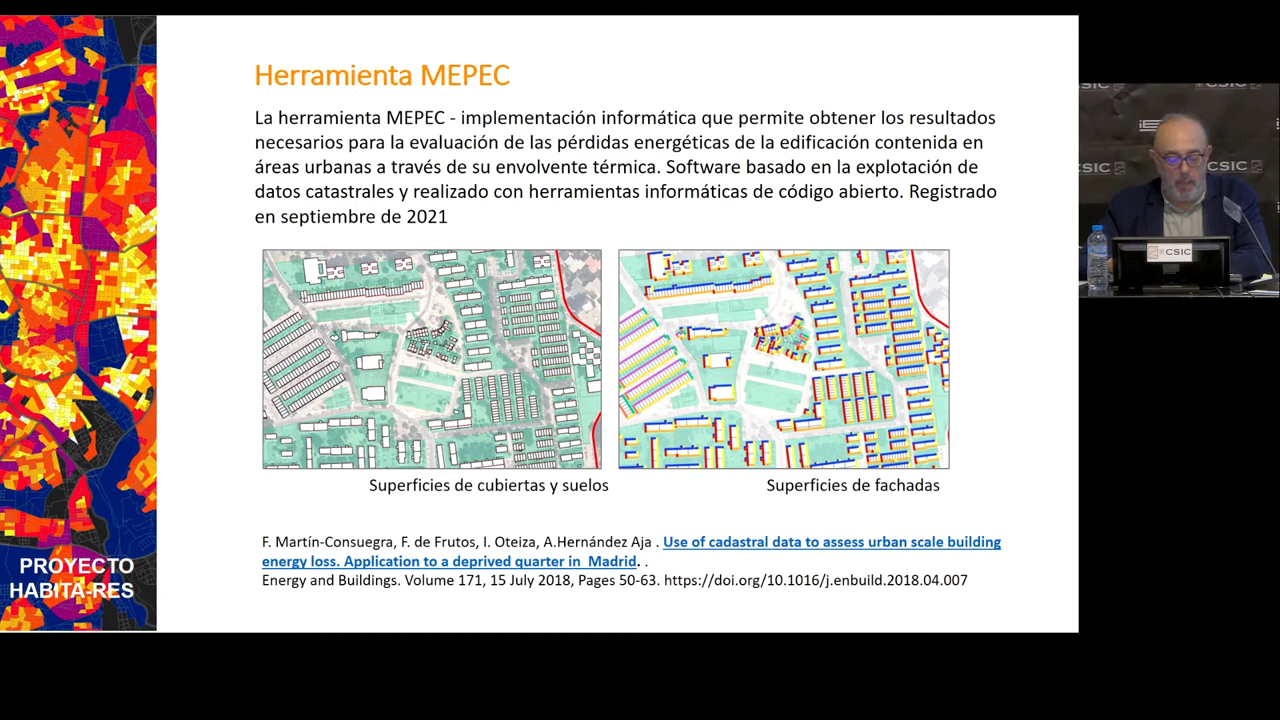 Herramienta MEPEC
La herramienta MEPEC - implementación informática que permite obtener los resultados
necesarios para la evaluación de las pérdidas energéticas de la edificación contenida en
áreas urbanas a través de su envolvente térmica. Software basado en la explotación de
datos catastrales y realizado con herramientas informáticas de código abierto. Registrado
en septiembre de 2021
Superficies de cubiertas y suelos
Superficies de fachadas
F. Martín-Consuegra, F. de Frutos, I. Oteiza, A.Hernández Aja . Use of cadastral data to assess urban scale building
energy loss. Application to a deprived quarter in Madrid. .
Energy and Buildings. Volume 171, 15 July 2018, Pages 50-63. https://doi.org/10.1016/j.enbuild.2018.04.007
PROYECTO
HABITA-RES
CSIC
CSIC
CSIC
CSIC
CSIC